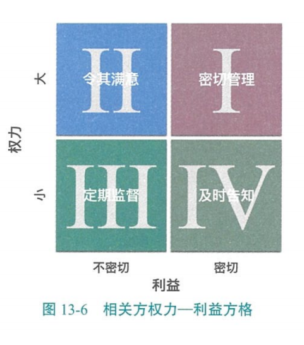 大
II
令其满意
I
密切管理
权力
小
III
定期监督
IV
及时告知
不密切
密切
利益
图 13-6 相关方权力—利益方格